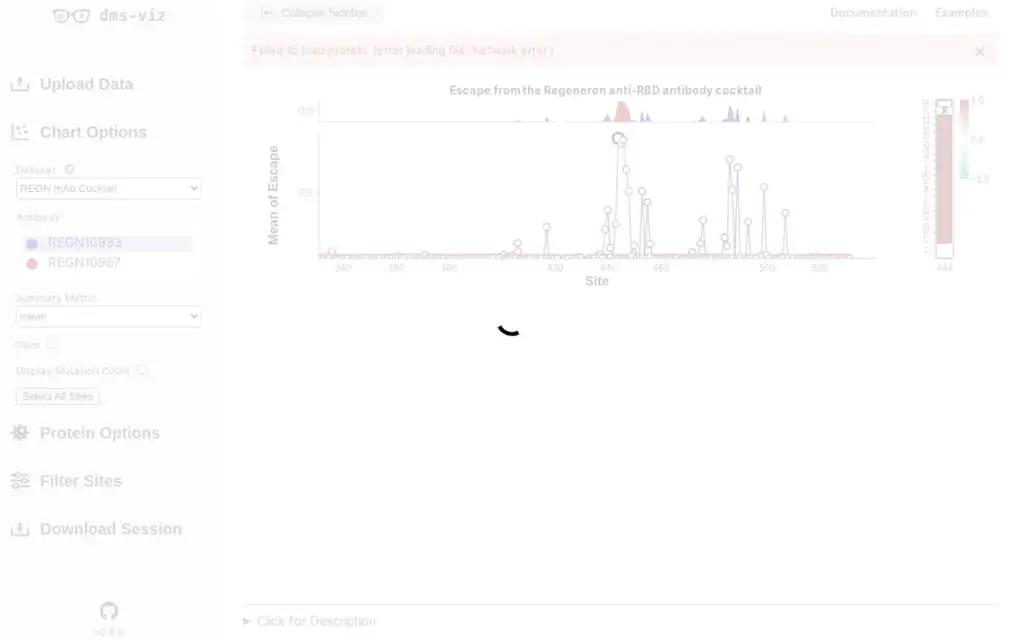 dms-viz
Collapse Sidebar
Documentation
Examples
Failed to load protein. (error loading file: 'network error')
Upload Data
Chart Options
Dataset
REGN mAb Cocktail
Antibody
REGN10933
REGN10987
Summary Metric
mean
Floor
Display Mutation Count
Select All Sites
Protein Options
Filter Sites
Download Session
Escape from the Regeneron anti-RBD antibody cocktail
Mean of Escape
Site
444
Click for Description